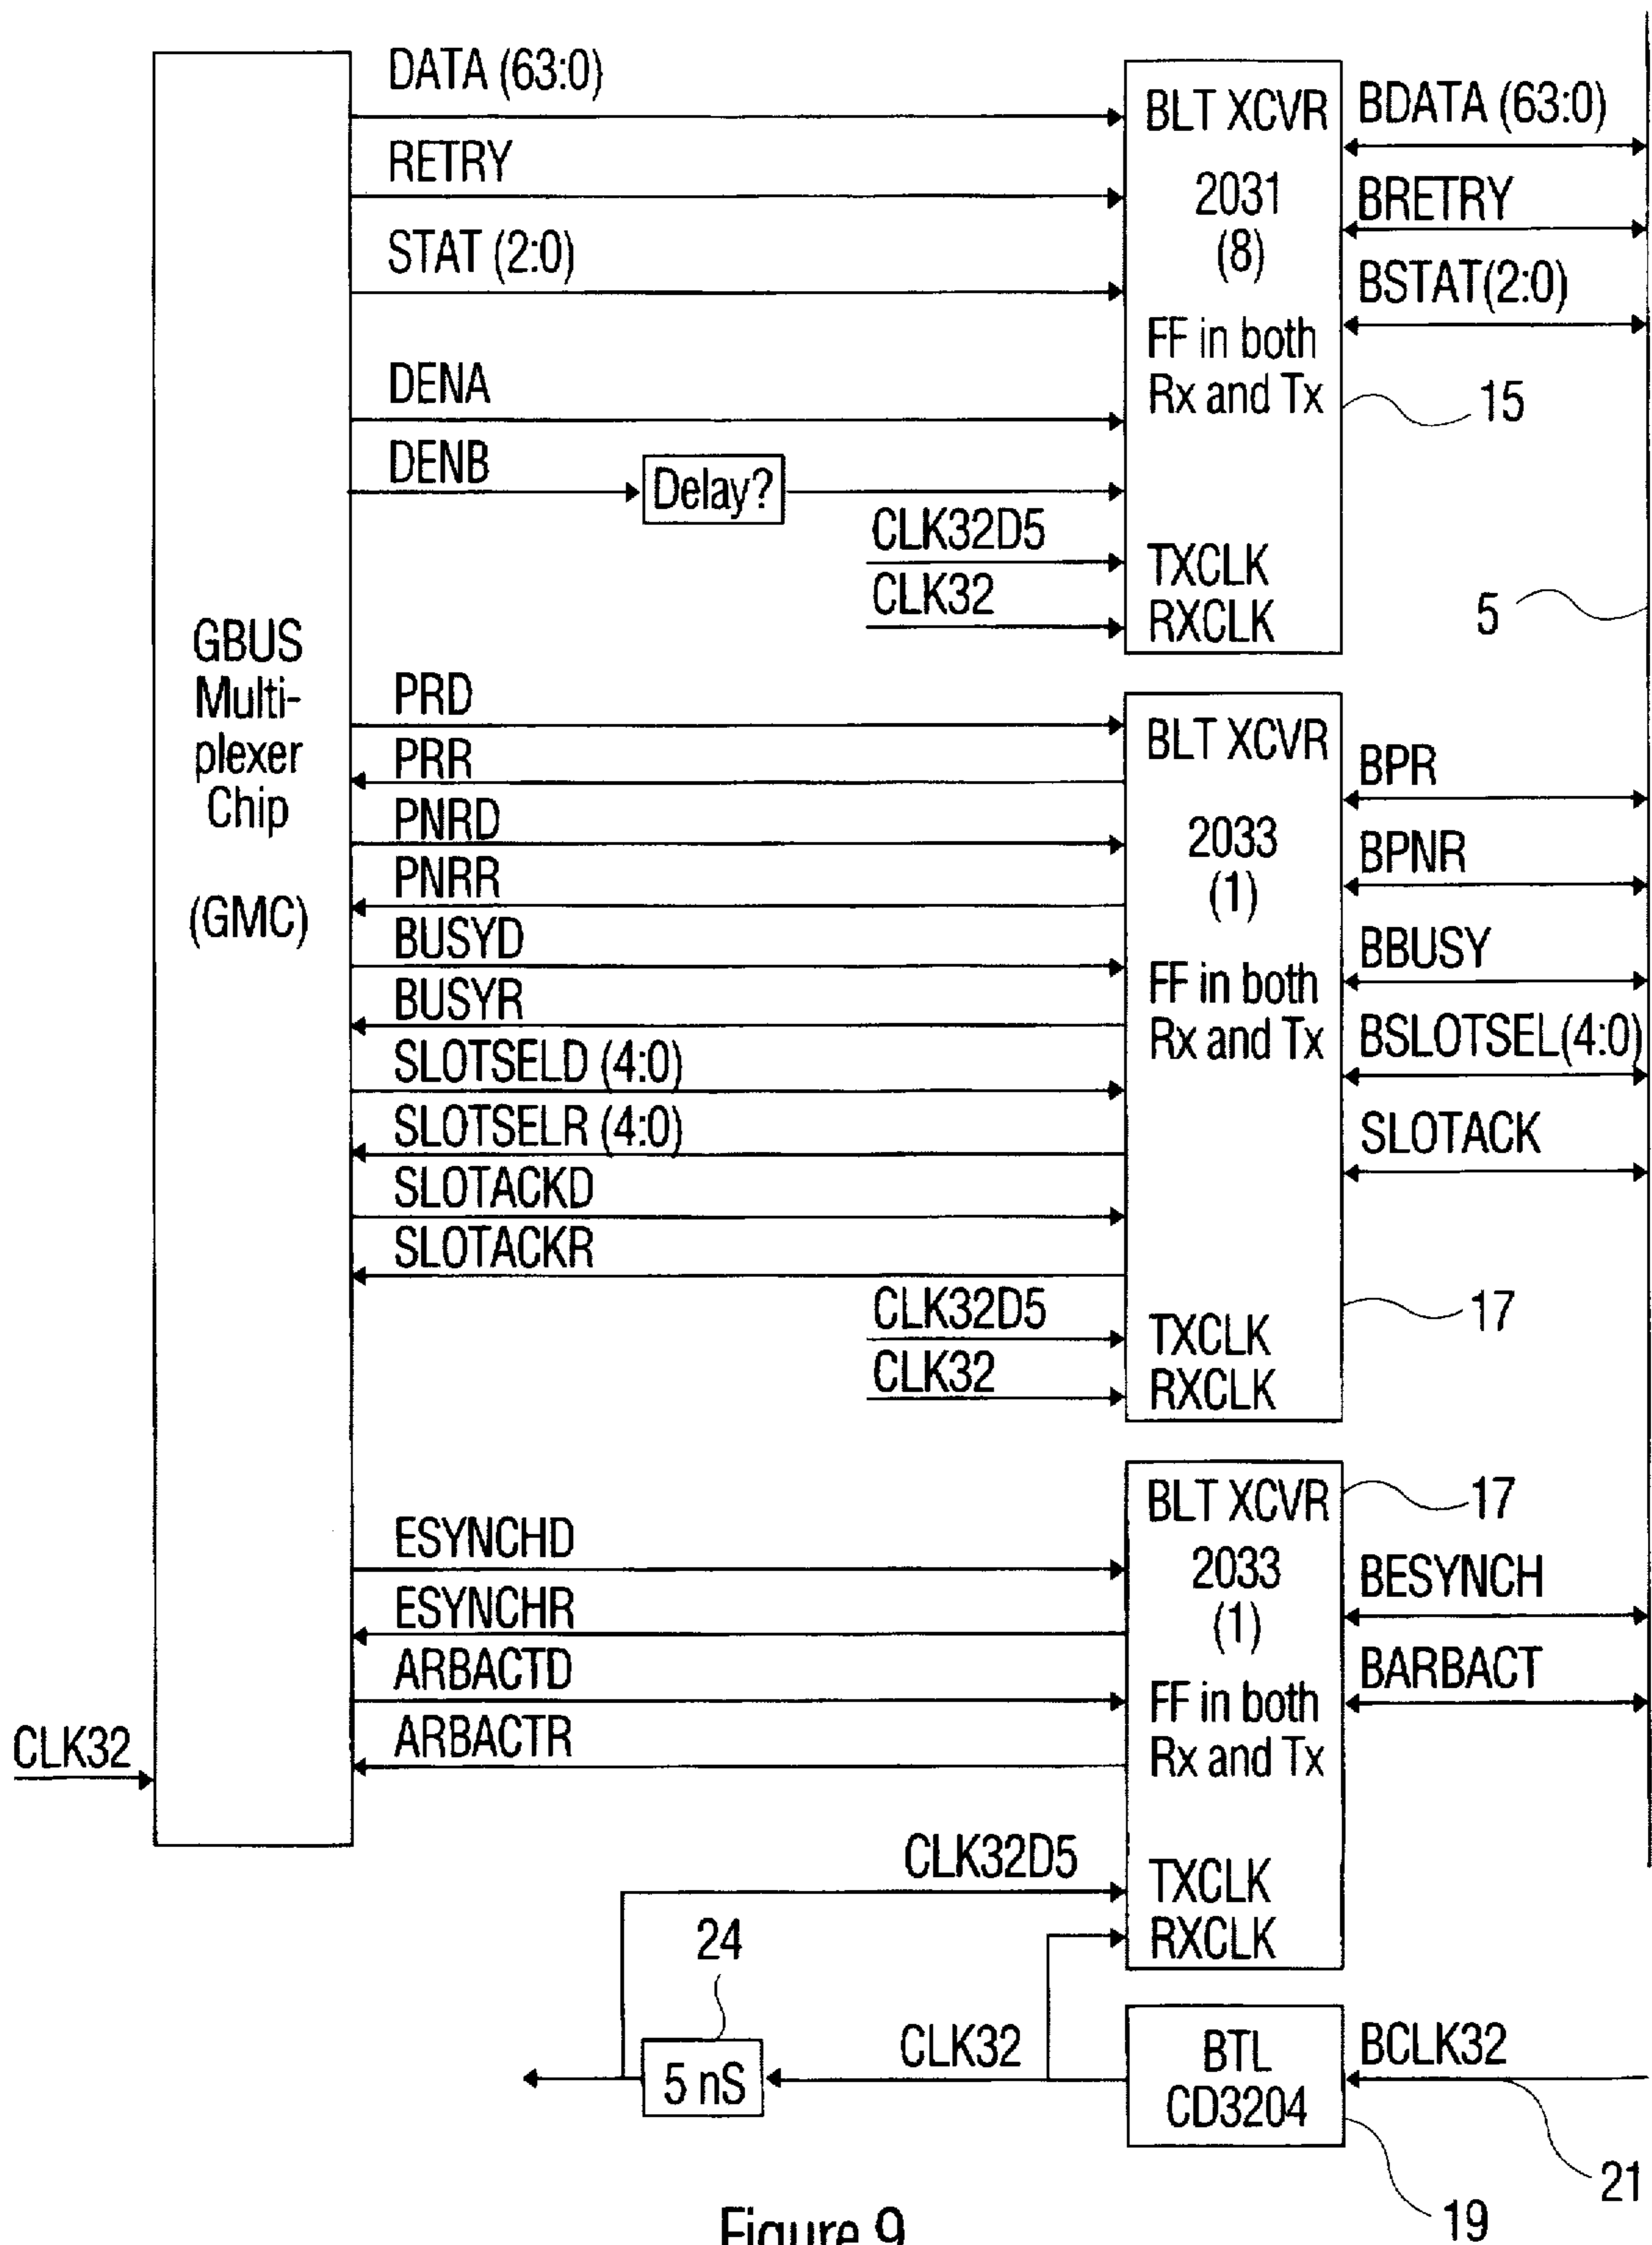 DATA (63:0)
RETRY
STAT (2:0)
DENA
DENB
Delay?
CLK32D5
CLK32
BLT XCVR
2031
(8)
FF in both
Rx and Tx
TXCLK
RXCLK
BDATA (63:0)
BRETRY
BSTAT(2:0)
15
5
GBUS
Multi-
plexer
Chip
(GMC)
PRD
PRR
PNRD
PNRR
BUSYD
BUSYR
SLOTSELD (4:0)
SLOTSELR (4:0)
SLOTACKD
SLOTACKR
CLK32D5
CLK32
BLT XCVR
2033
(1)
FF in both
Rx and Tx
TXCLK
RXCLK
BPR
BPNR
BBUSY
BSLOTSEL(4:0)
SLOTACK
17
ESYNCHD
ESYNCHR
ARBACTD
ARBACTR
CLK32
CLK32D5
BLT XCVR
2033
(1)
FF in both
Rx and Tx
TXCLK
RXCLK
17
BESYNCH
BARBACT
24
5 nS
CLK32
BTL
CD3204
BCLK32
21
19
Figure 9